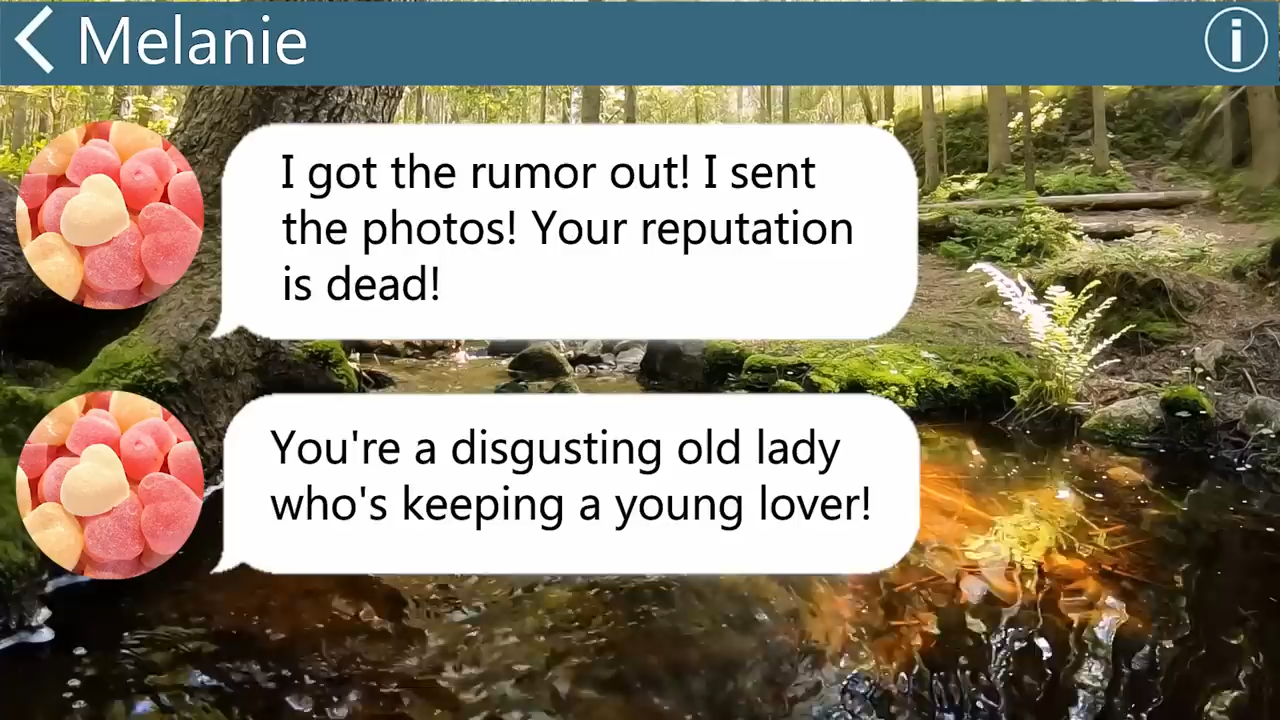 Melanie
I got the rumor out! I sent
the photos! Your reputation
is dead!
You're a disgusting old lady
who's keeping a young lover!